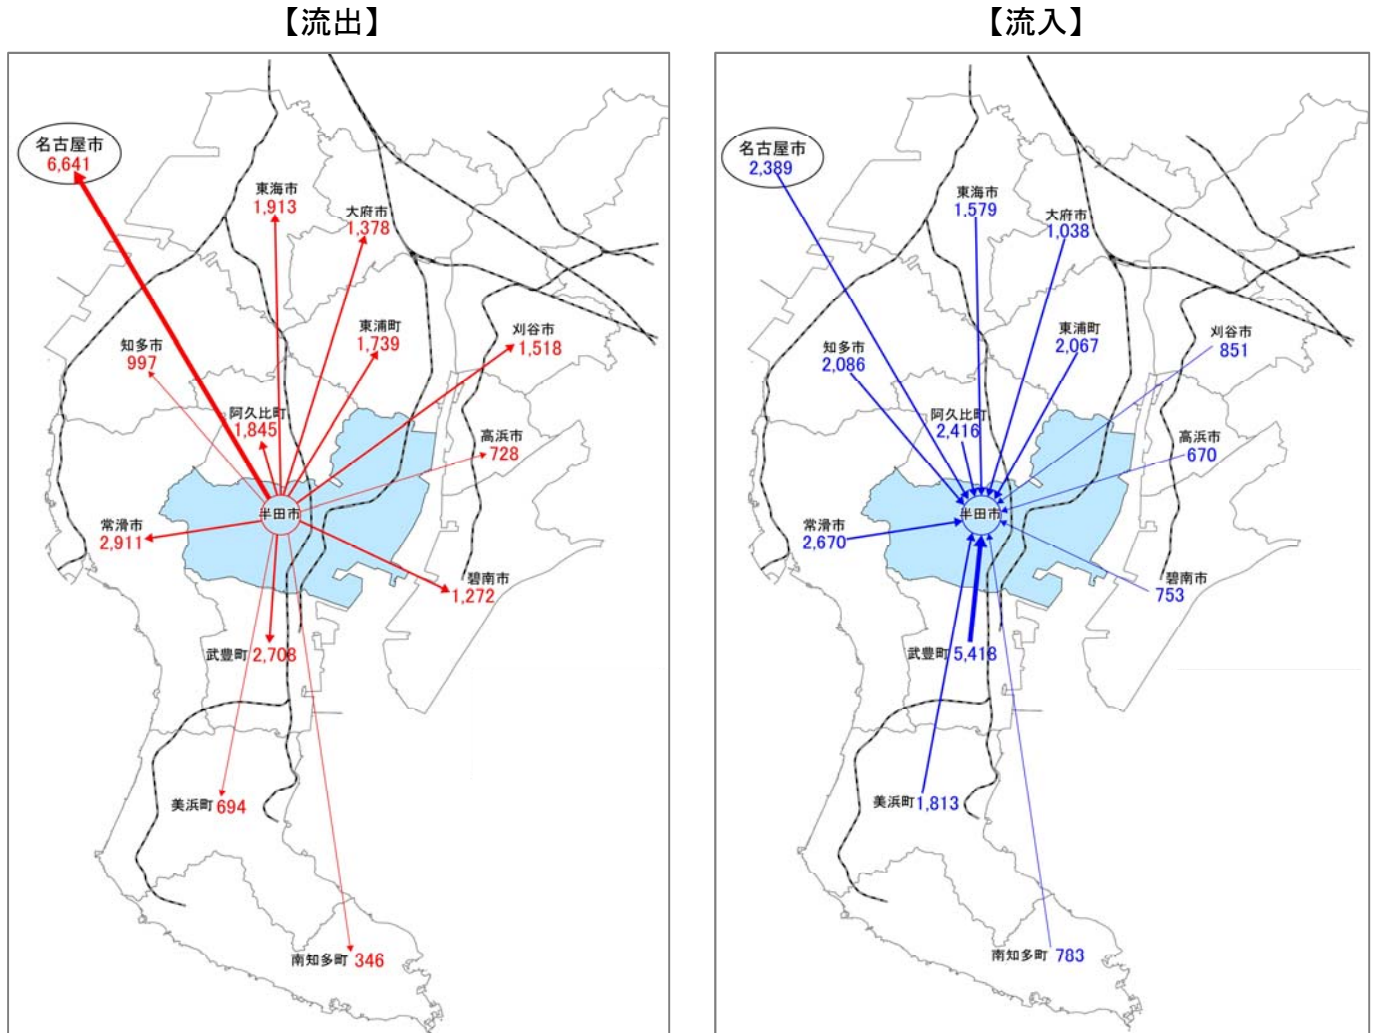 【流出】
名古屋市
6,641
東海市
1,913
大府市
1,378
東浦町
1,739
刈谷市
1,518
知多市
997
阿久比町
1,845
高浜市
728
半田市
常滑市
2,911
碧南市
1,272
武豊町 2,708
美浜町 694
南知多町 346
【流入】
名古屋市
2,389
東海市
1.579
大府市
1,038
東浦町
2,067
刈谷市
851
知多市
2,086
阿久比町
2,416
高浜市
670
半田市
常滑市
2,670
碧南市
753
武豊町 5,418
美浜町 1,813
南知多町 783